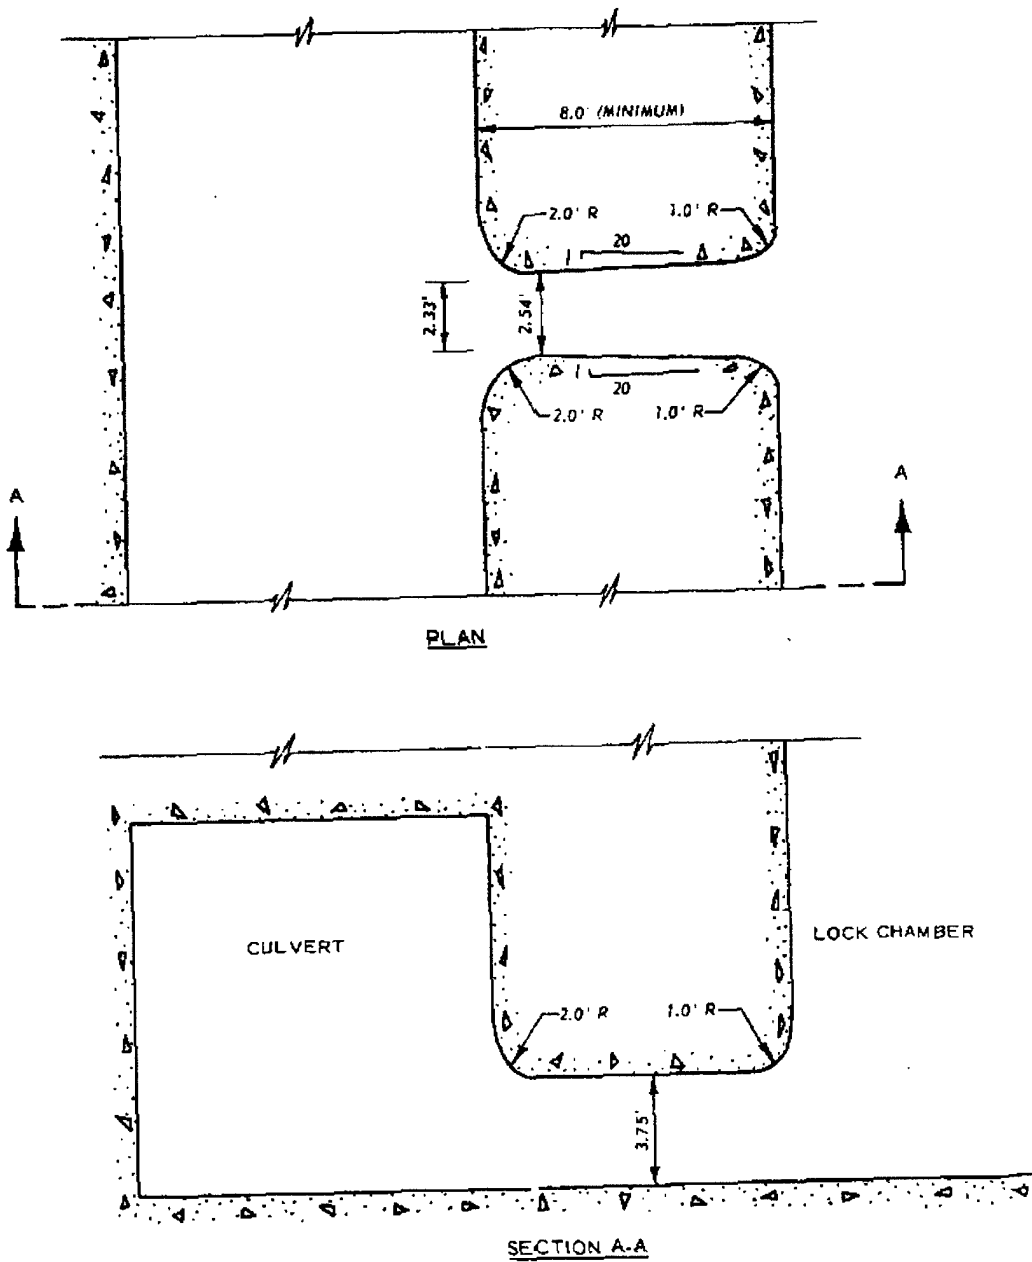 8.0' (MINIMUM)
2.0' R
1.0' R
1
20
2.33'
2.54'
1
20
2.0' R
1.0' R
A
A
PLAN
CULVERT
LOCK CHAMBER
2.0' R
1.0' R
3.75'
SECTION A-A